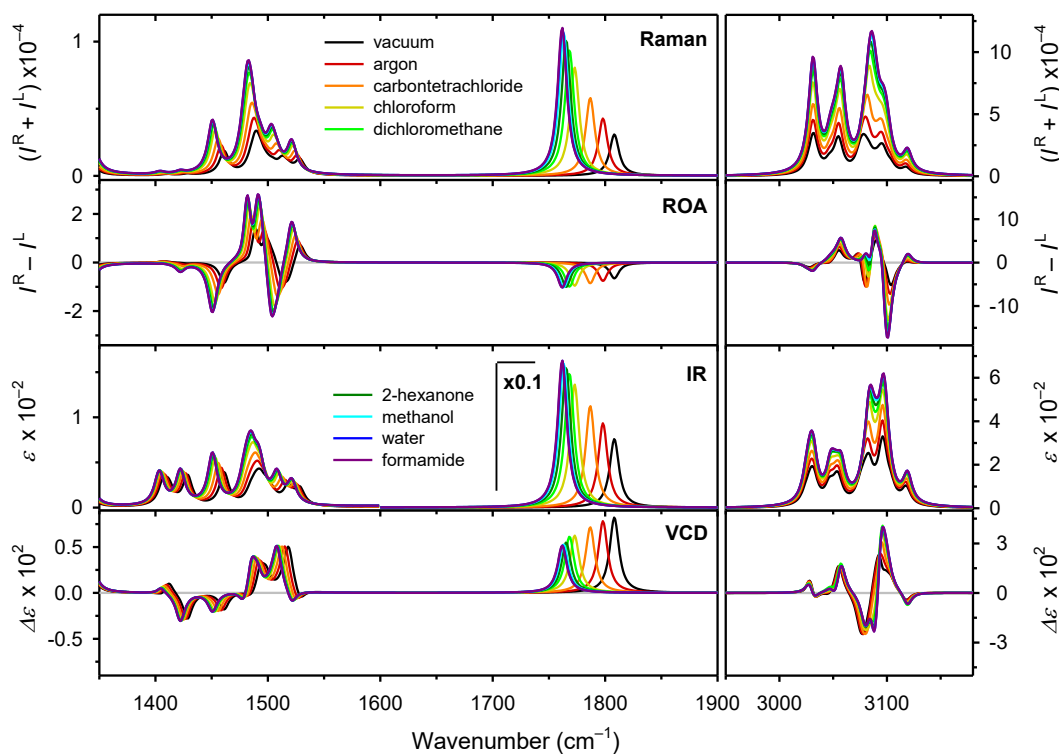 (I^R + I^L) x10^−4
1
0
vacuum
argon
carbontetrachloride
chloroform
dichloromethane
Raman
10
5
0
(I^R + I^L) x10^−4
I^R − I^L
2
0
-2
ROA
10
0
-10
I^R − I^L
ε x 10^−2
1
0
2-hexanone
methanol
water
formamide
x0.1
IR
6
4
2
0
ε x 10^−2
Δε x 10^2
0.5
0.0
-0.5
VCD
3
0
-3
Δε x 10^2
1400 1500 1600 1700 1800 1900 3000 3100
Wavenumber (cm^−1)